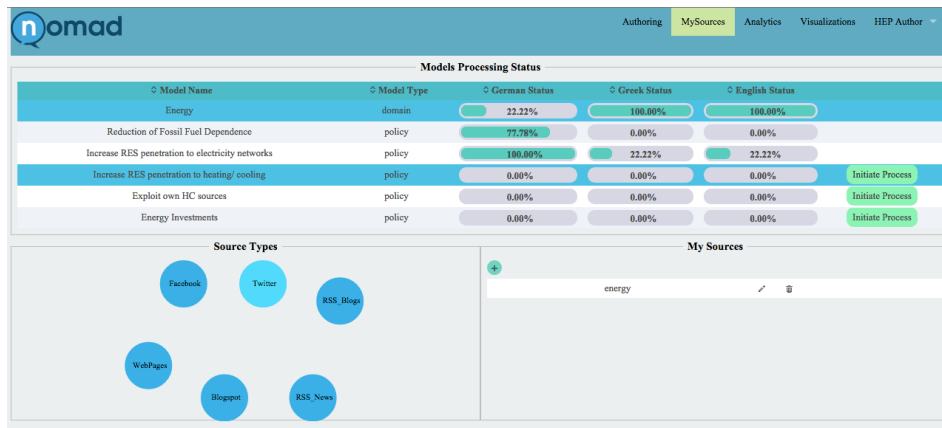 nomad
Authoring MySources Analytics Visualizations HEP Author
Models Processing Status
Model Name Model Type German Status Greek Status English Status
Energy domain 22.22% 100.00% 100.00%
Reduction of Fossil Fuel Dependence policy 77.78% 0.00% 0.00%
Increase RES penetration to electricity networks policy 100.00% 22.22% 22.22%
Increase RES penetration to heating/ cooling policy 0.00% 0.00% 0.00% Initiate Process
Exploit own HC sources policy 0.00% 0.00% 0.00% Initiate Process
Energy Investments policy 0.00% 0.00% 0.00% Initiate Process
Source Types
Facebook
Twitter
RSS_Blogs
WebPages
Blogspot
RSS_News
My Sources
+
energy